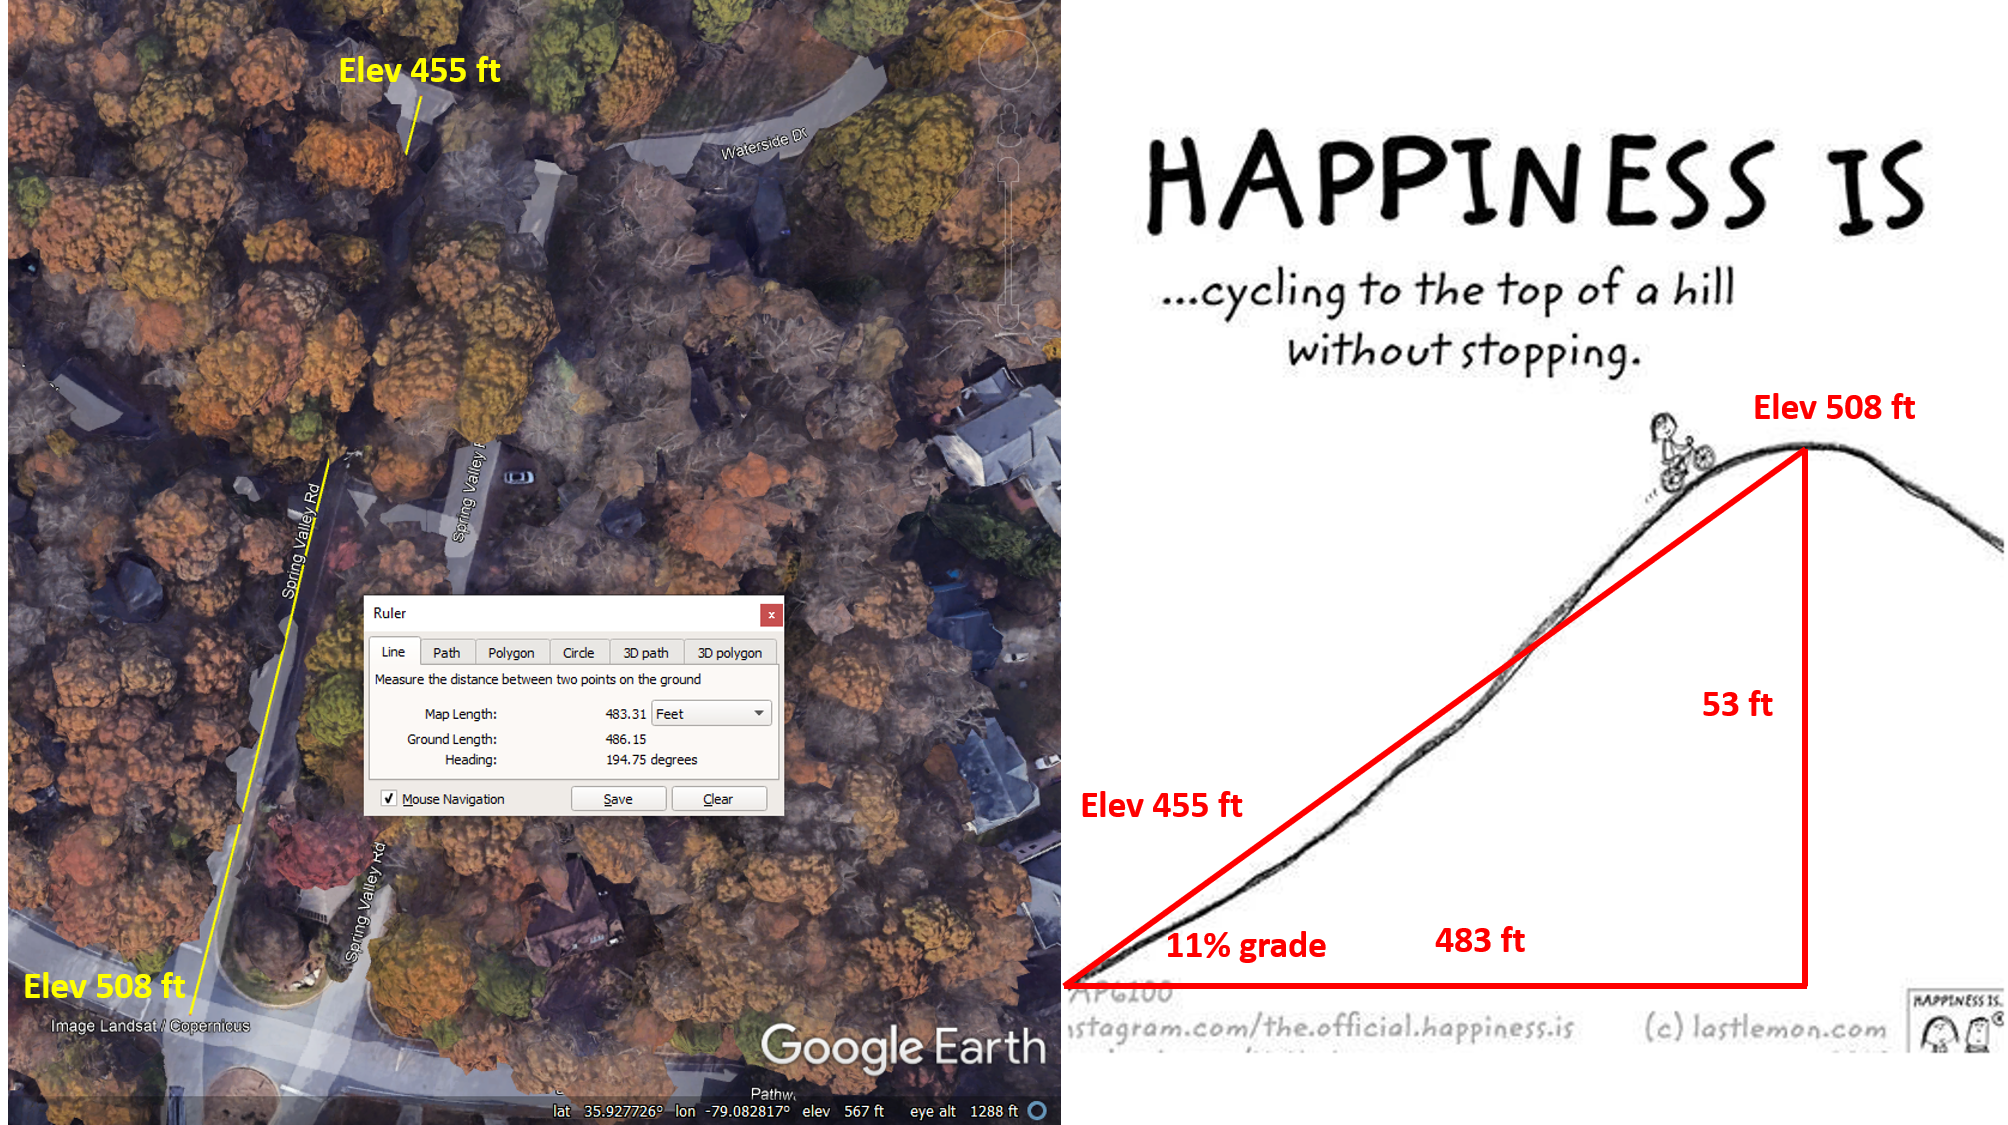 Elev 455 ft
Waterside Dr
Spring Valley Rd
Spring Valley R
Ruler
x
Line
Path
Polygon
Circle
3D path
3D polygon
Measure the distance between two points on the ground
Map Length: 483.31 Feet
Ground Length: 486.15
Heading: 194.75 degrees
Mouse Navigation
Save
Clear
Spring Valley Rd
Elev 508 ft
Image Landsat / Copernicus
Google Earth
Pathw
lat 35.927726° lon -79.082817° elev 567 ft eye alt 1288 ft
HAPPINESS IS
...cycling to the top of a hill
without stopping.
Elev 508 ft
53 ft
Elev 455 ft
11% grade
483 ft
AP6100
nstagram.com/the.official.happiness.is
(c) lastlemon.com
HAPPINESS IS.